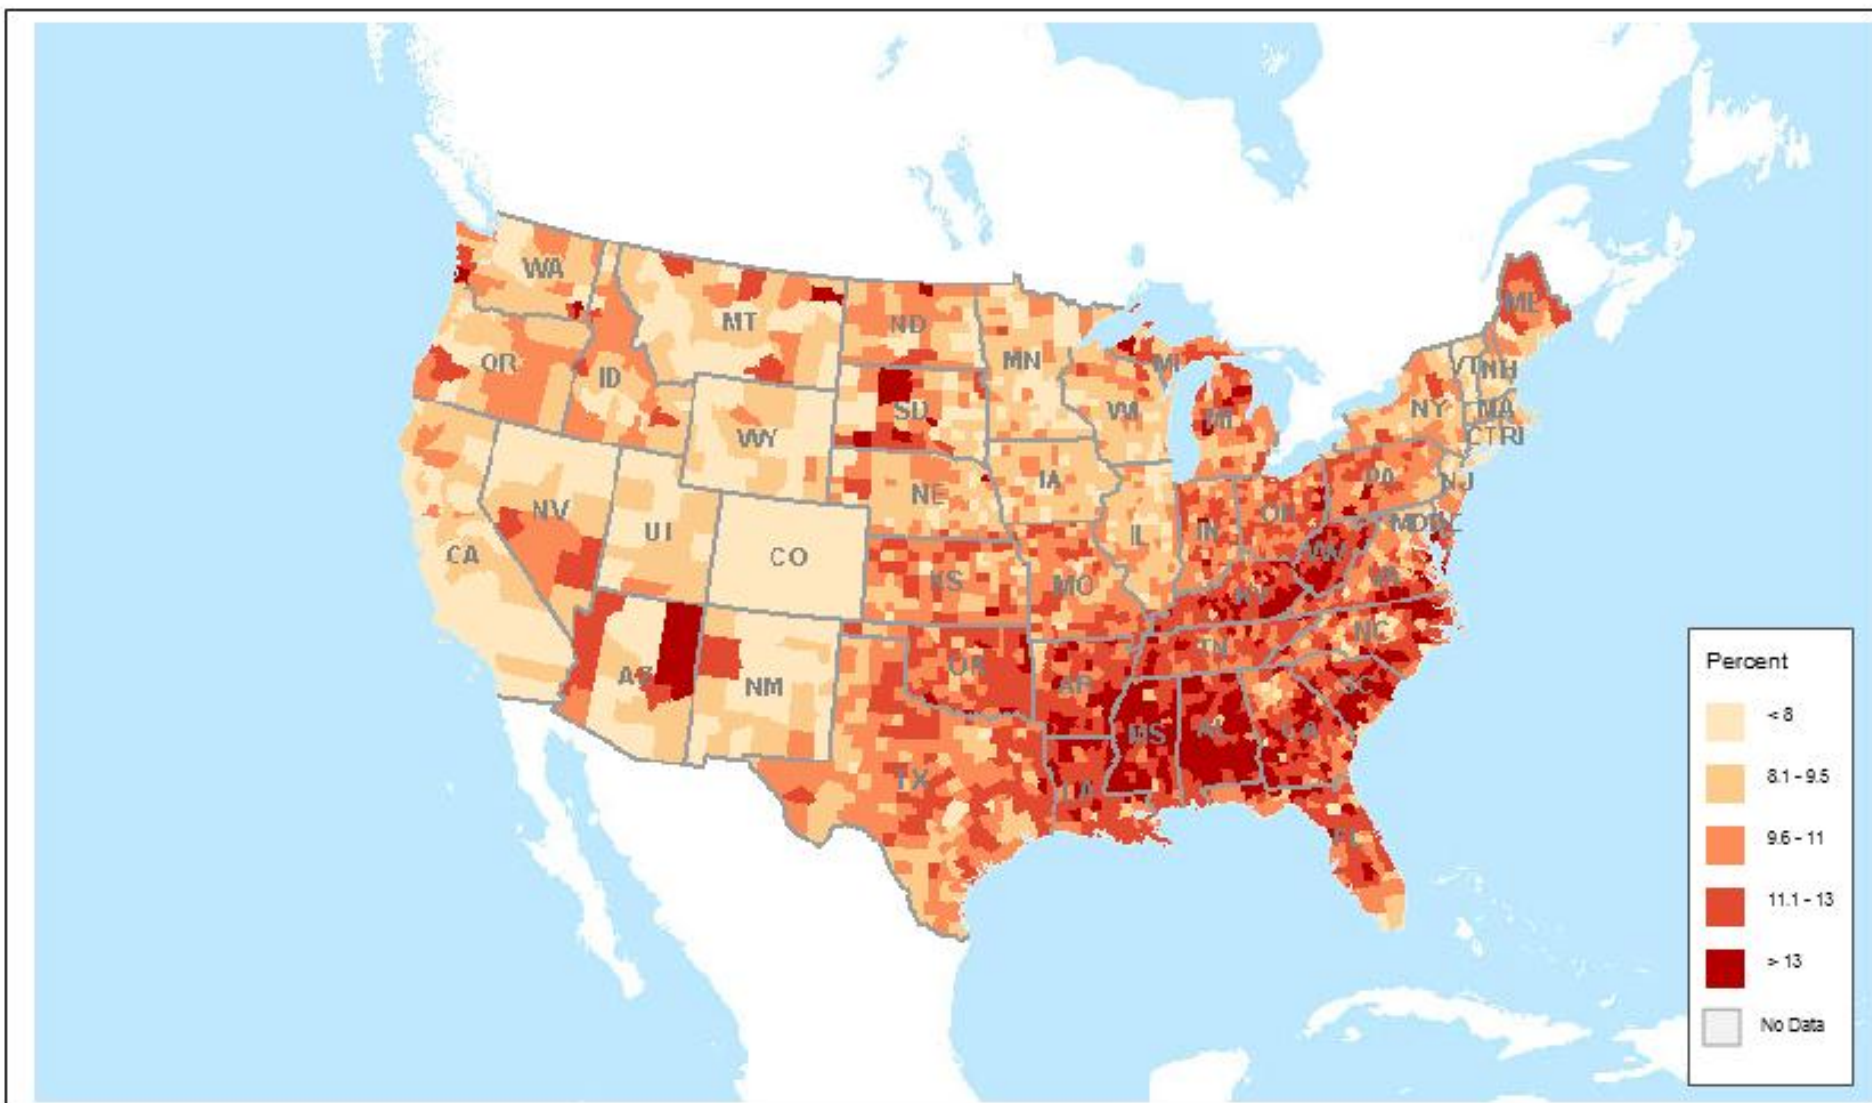 WA
MT
ND
MN
ME
OR
ID
SD
WI
MI
MI
VT
NH
NY
MA
CT
RI
WY
NE
IA
PA
NJ
NV
UT
CO
CA
IL
IN
OH
MD
KS
MO
KY
VA
NM
OK
TN
NC
AR
SC
MS
AL
GA
TX
LA
FL
Percent
< 8
8.1 - 9.5
9.6 - 11
11.1 - 13
> 13
No Data